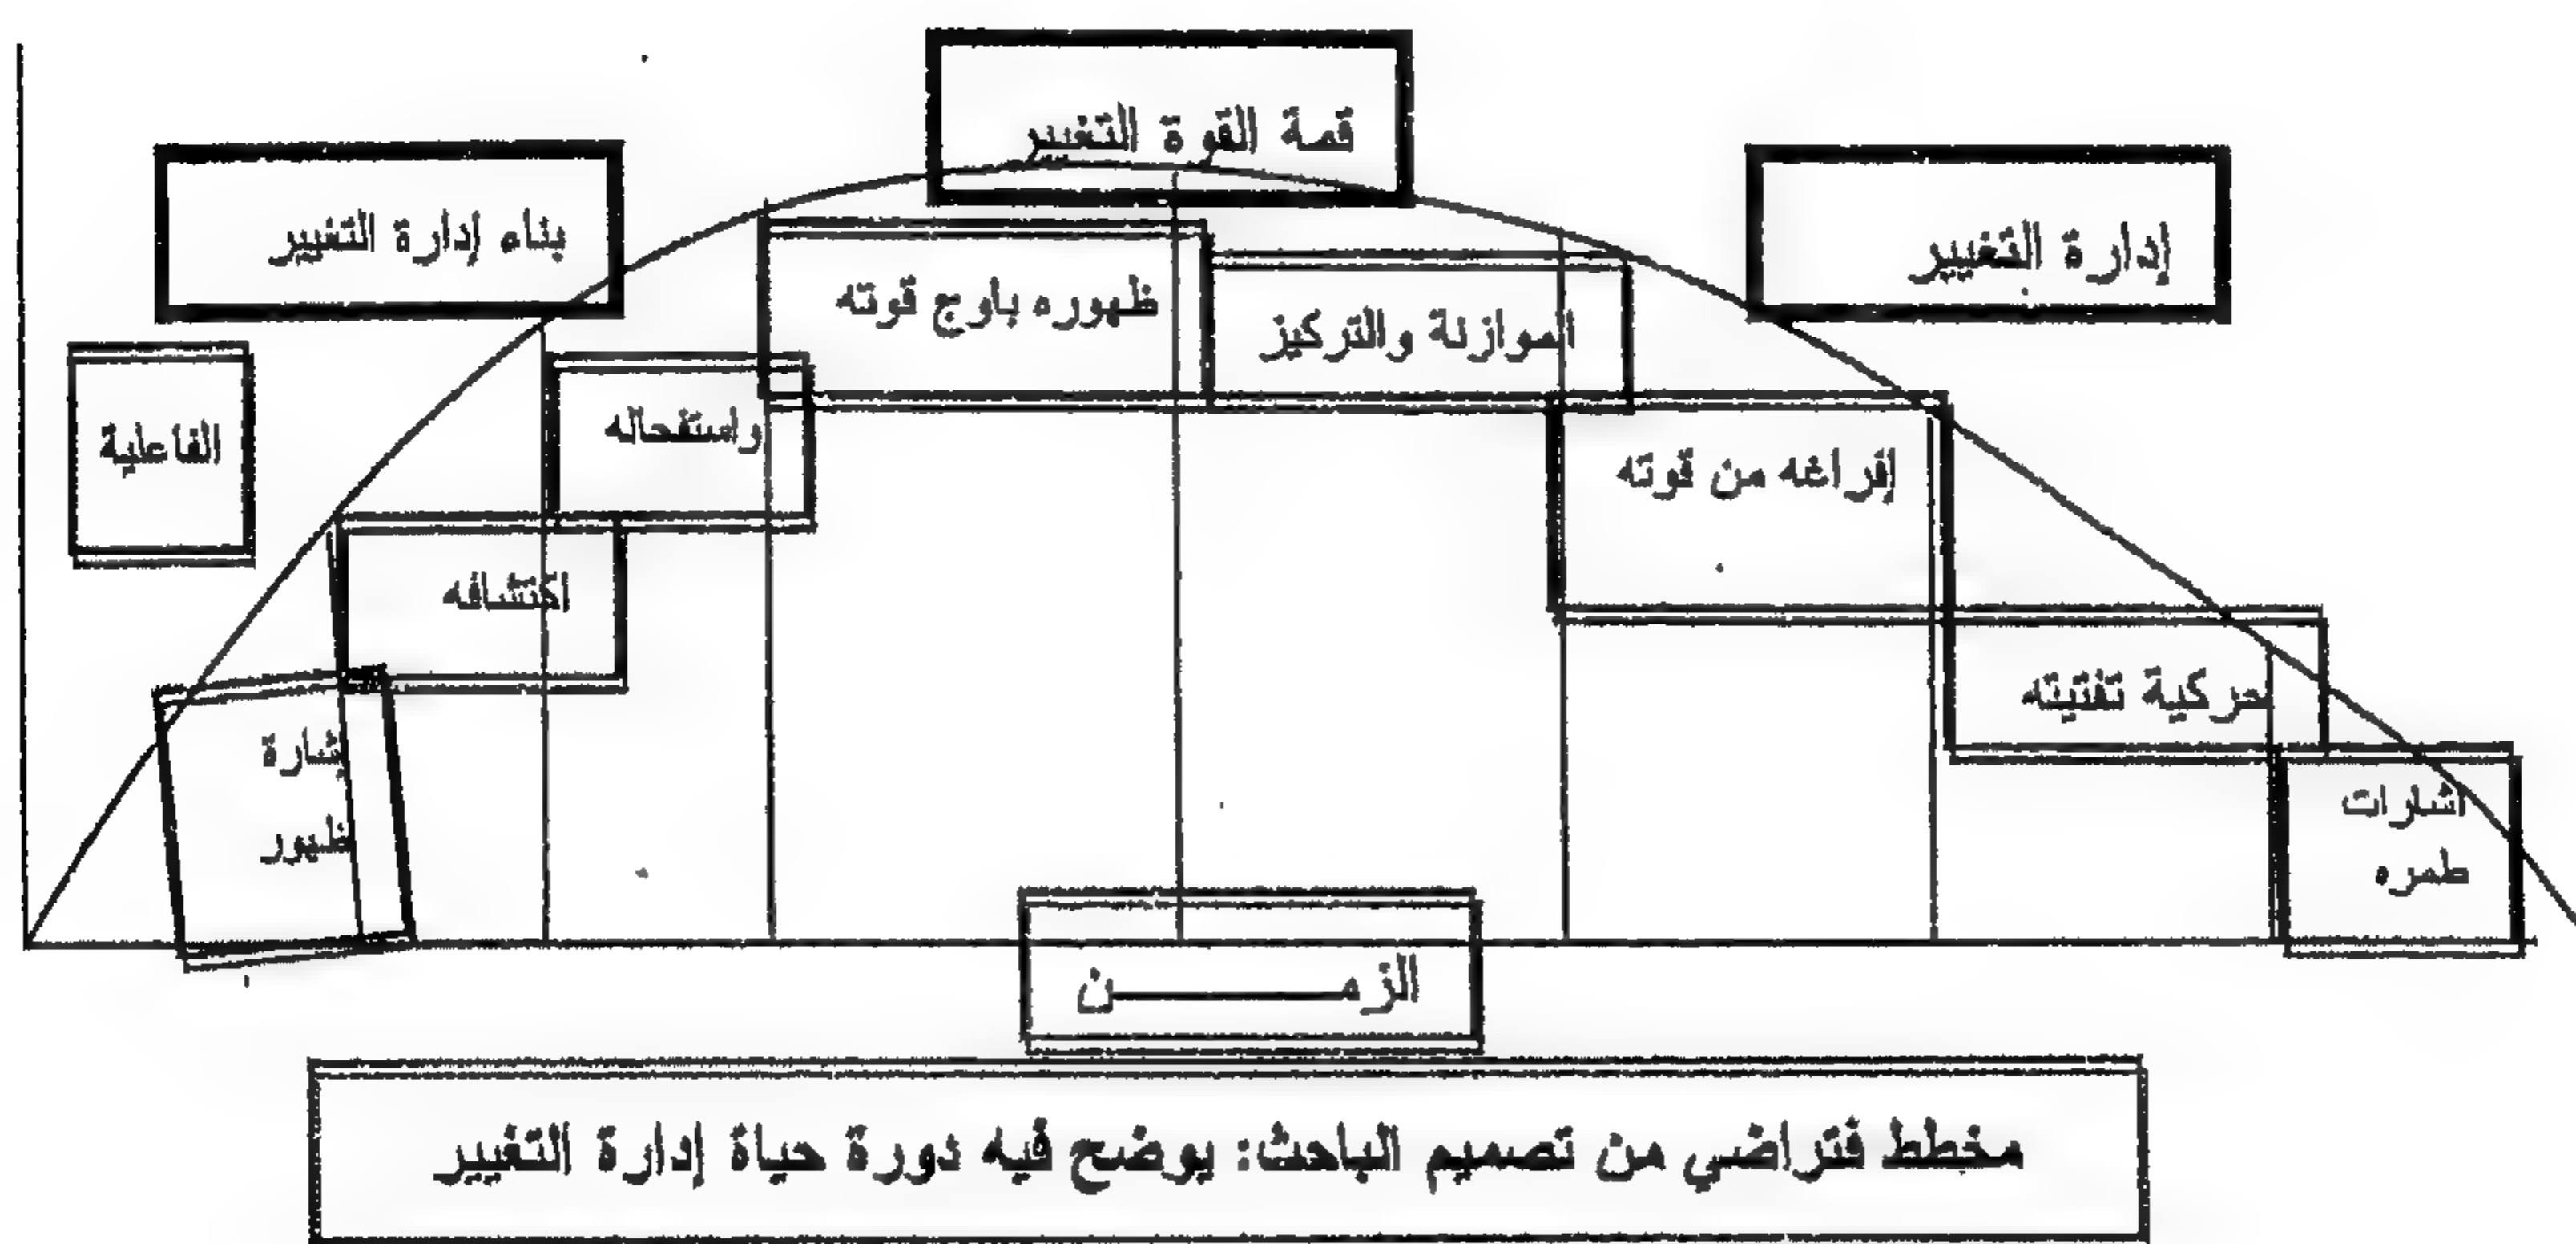 قمة القوة التغيير
بناء إدارة التغيير
إدارة التغيير
ظهوره باوج قوته
الموازنة والتركيز
واستفحاله
الفاعلية
إفراغه من قوته
اكتشافه
حركية تفتيته
إشارة
ظهور
اشارات
طمره
الزمــــــــن
مخطط فتراضي من تصميم الباحث: يوضح فيه دورة حياة إدارة التغيير